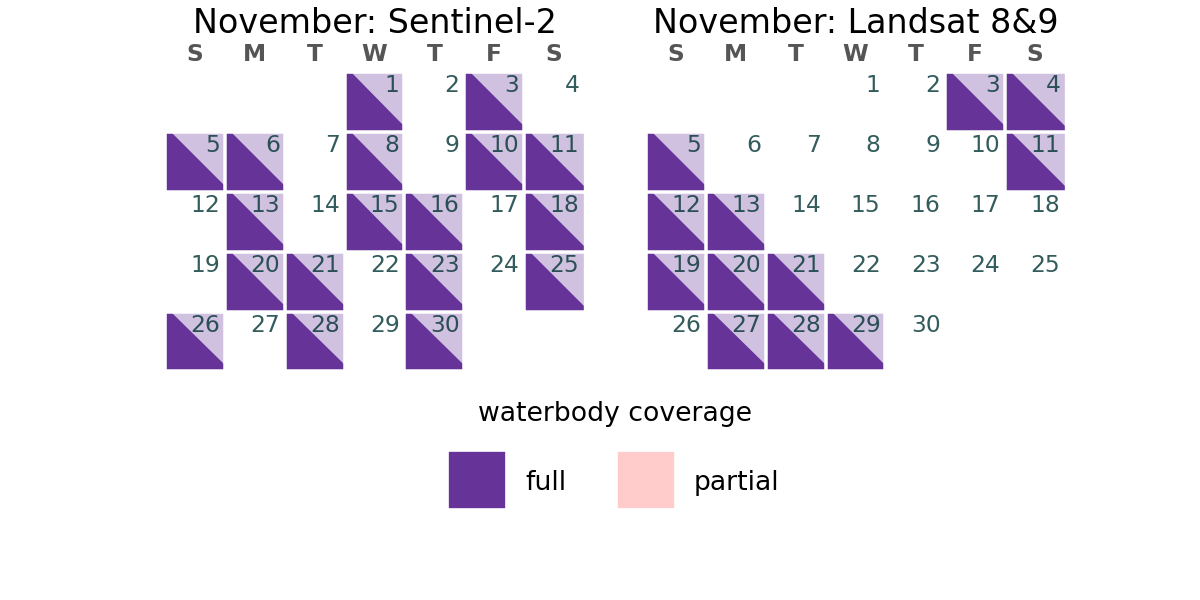 November: Sentinel-2
S M T W T F S
1 2 3 4
5 6 7 8 9 10 11
12 13 14 15 16 17 18
19 20 21 22 23 24 25
26 27 28 29 30
November: Landsat 8&9
S M T W T F S
1 2 3 4
5 6 7 8 9 10 11
12 13 14 15 16 17 18
19 20 21 22 23 24 25
26 27 28 29 30
waterbody coverage
full partial